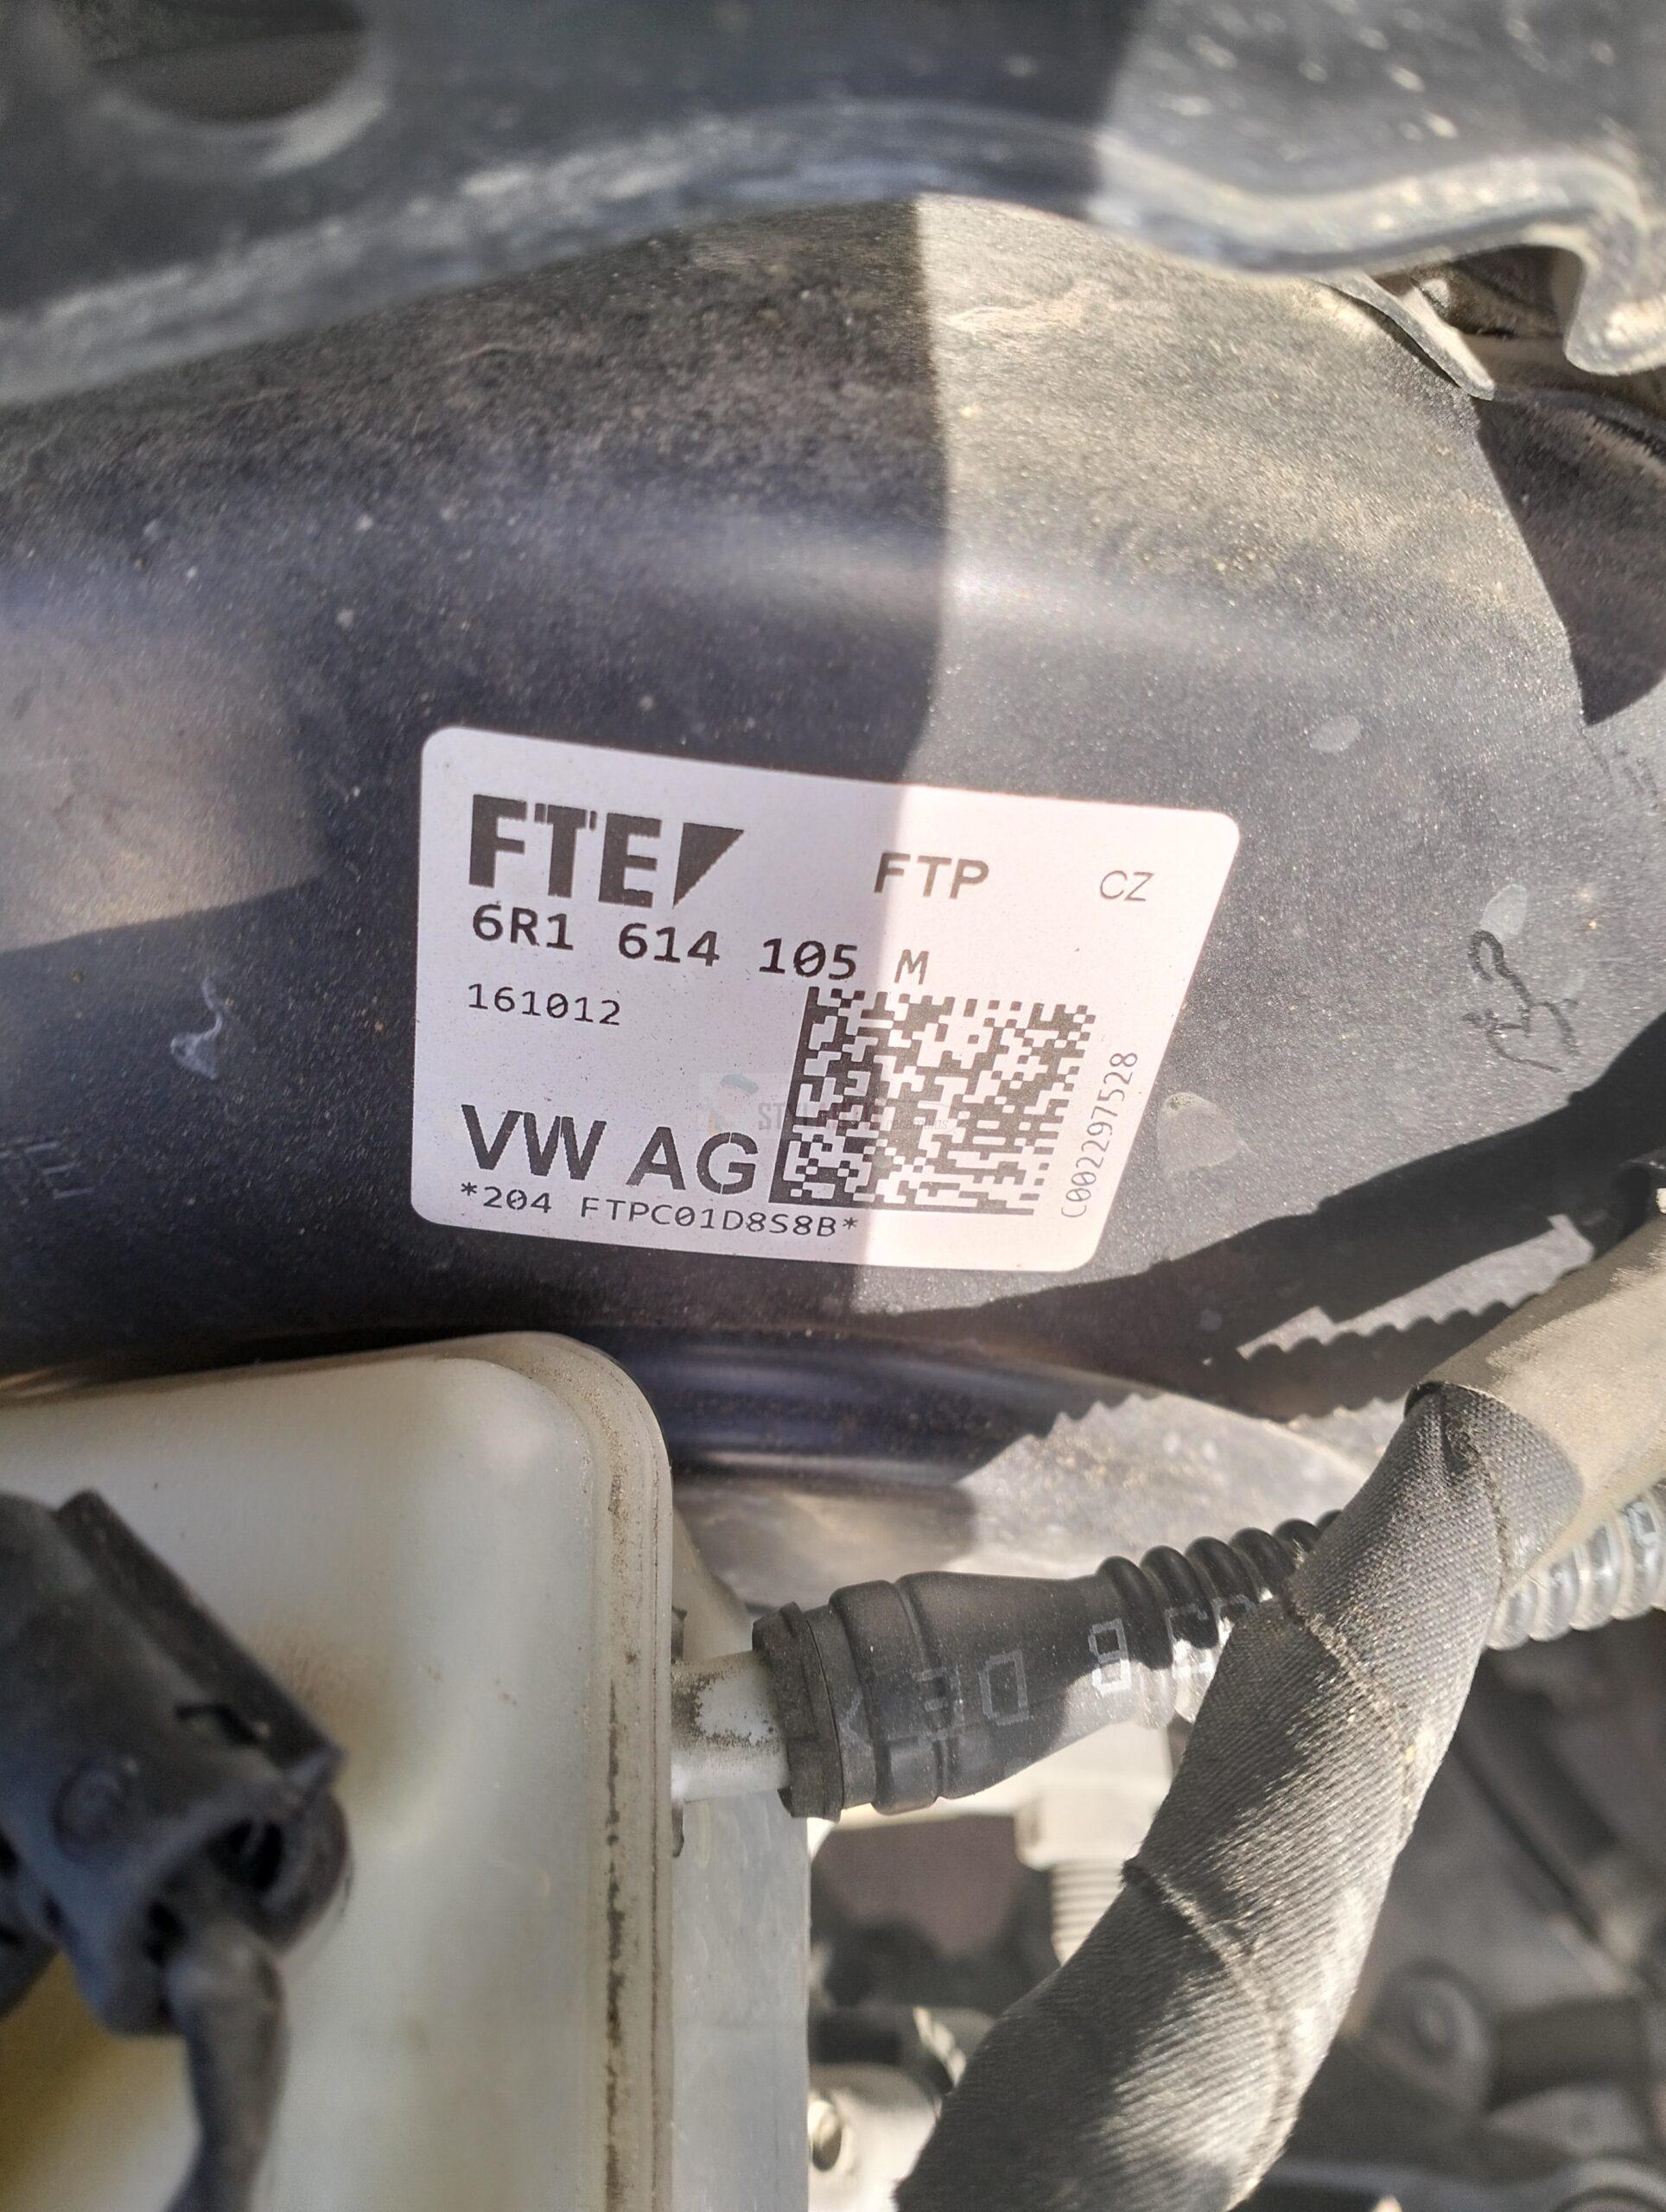 FTE FTP CZ
6R1 614 105 M
161012
VW AG
*204 FTPC01D8S8B*
C002297528